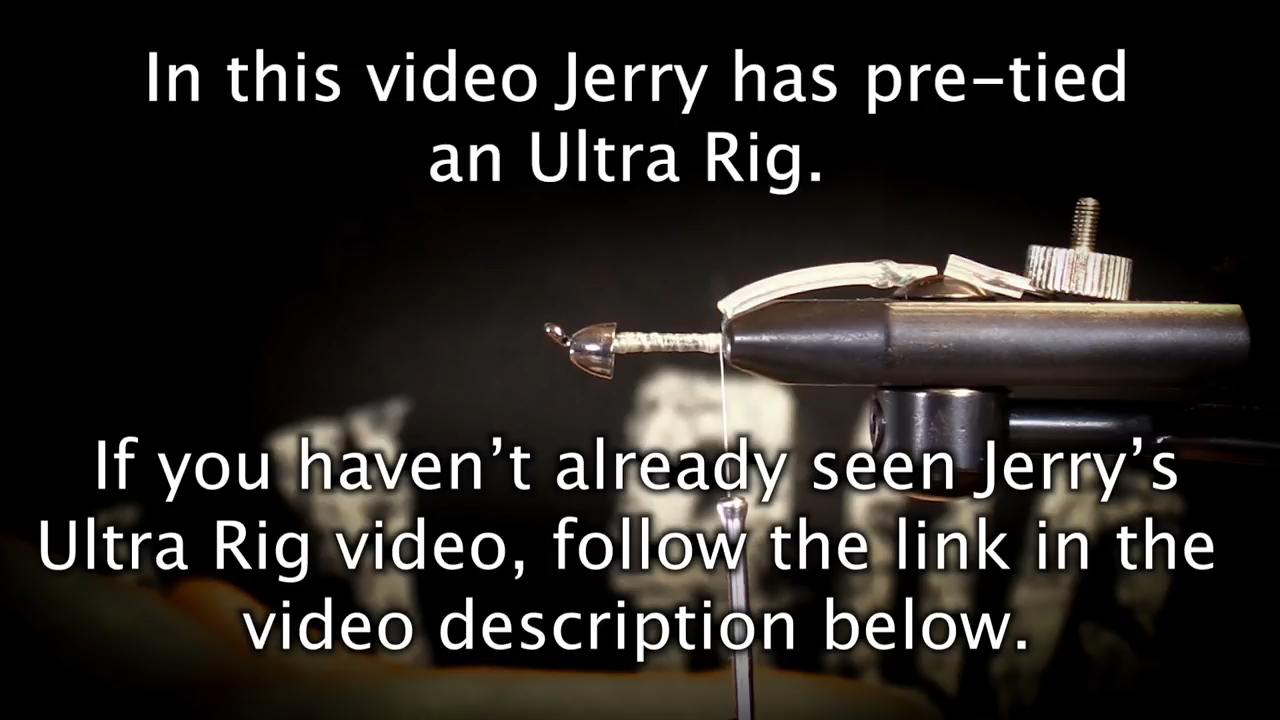 In this video Jerry has pre-tied
an Ultra Rig.
If you haven’t already seen Jerry’s
Ultra Rig video, follow the link in the
video description below.